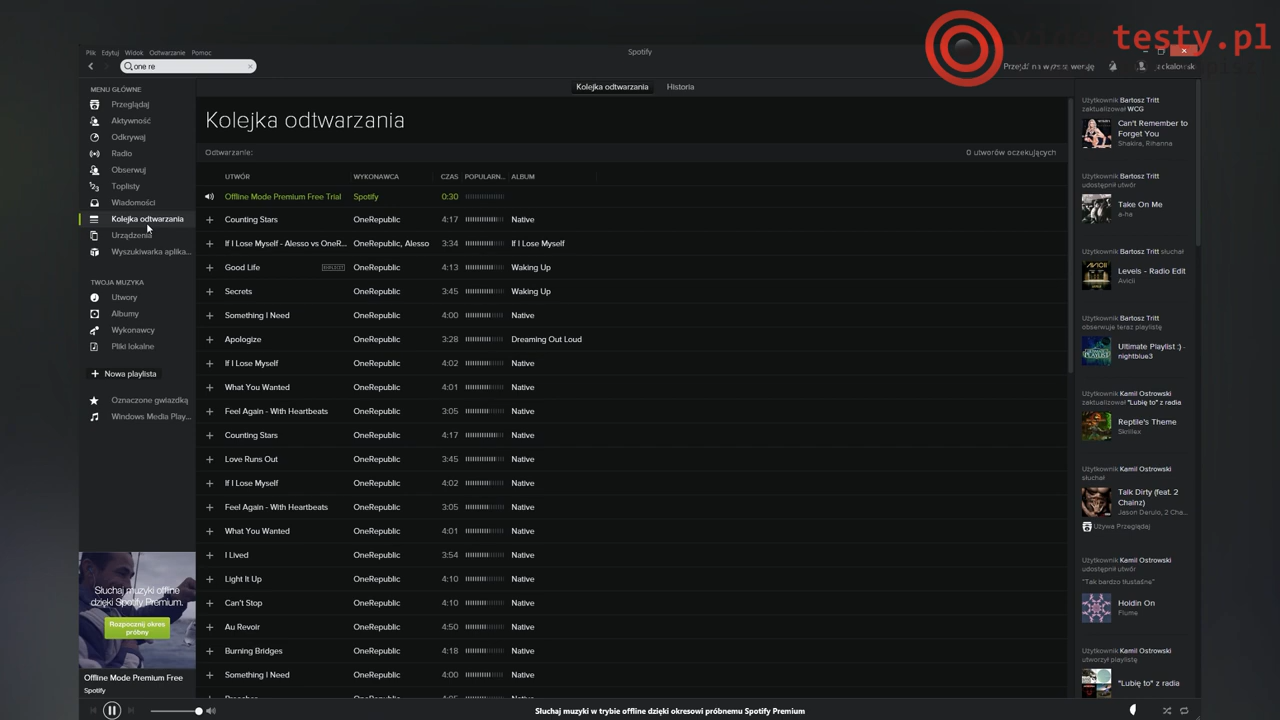 testy.pl
Plik Edytuj Widok Odtwarzanie Pomoc
Spotify
one re
Przejdź na wyższą wersję
MENU GŁÓWNE
Przeglądaj
Aktywność
Odkrywaj
Radio
Obserwuj
Toplisty
Wiadomości
Kolejka odtwarzania
Urządzenia
Wyszukiwarka aplika...
TWOJA MUZYKA
Utwory
Albumy
Wykonawcy
Pliki lokalne
Nowa playlista
Oznaczone gwiazdką
Windows Media Play...
Słuchaj muzyki offline
dzięki Spotify Premium.
Rozpocznij okres
próbny
Offline Mode Premium Free
Spotify
Kolejka odtwarzania Historia
Kolejka odtwarzania
Odtwarzanie: 0 utworów oczekujących
UTWÓR WYKONAWCA CZAS POPULARN... ALBUM
Offline Mode Premium Free Trial Spotify 0:30
Counting Stars OneRepublic 4:17 Native
If I Lose Myself - Alesso vs OneR... OneRepublic, Alesso 3:34 If I Lose Myself
Good Life EXPLICIT OneRepublic 4:13 Waking Up
Secrets OneRepublic 3:45 Waking Up
Something I Need OneRepublic 4:00 Native
Apologize OneRepublic 3:28 Dreaming Out Loud
If I Lose Myself OneRepublic 4:02 Native
What You Wanted OneRepublic 4:01 Native
Feel Again - With Heartbeats OneRepublic 3:05 Native
Counting Stars OneRepublic 4:17 Native
Love Runs Out OneRepublic 3:45 Native
If I Lose Myself OneRepublic 4:02 Native
Feel Again - With Heartbeats OneRepublic 3:05 Native
What You Wanted OneRepublic 4:01 Native
I Lived OneRepublic 3:54 Native
Light It Up OneRepublic 4:10 Native
Can't Stop OneRepublic 4:10 Native
Au Revoir OneRepublic 4:50 Native
Burning Bridges OneRepublic 4:18 Native
Something I Need OneRepublic 4:00 Native
Użytkownik Bartosz Tritt
zaktualizował WCG
Can't Remember to
Forget You
Shakira, Rihanna
Użytkownik Bartosz Tritt
udostępnił utwór
Take On Me
a-ha
Użytkownik Bartosz Tritt słuchał
Levels - Radio Edit
Avicii
Użytkownik Bartosz Tritt
obserwuje teraz playlistę
Ultimate Playlist :) -
nightblue3
Użytkownik Kamil Ostrowski
zaktualizował "Lubię to" z radia
Reptile's Theme
Skrillex
Użytkownik Kamil Ostrowski
słuchał
Talk Dirty (feat. 2
Chainz)
Jason Derulo, 2 Cha...
Używa Przeglądaj
Użytkownik Kamil Ostrowski
udostępnił utwór
"Tak bardzo tłustaśne"
Holdin On
Flume
Użytkownik Kamil Ostrowski
utworzył playlistę
"Lubię to" z radia
Słuchaj muzyki w trybie offline dzięki okresowi próbnemu Spotify Premium